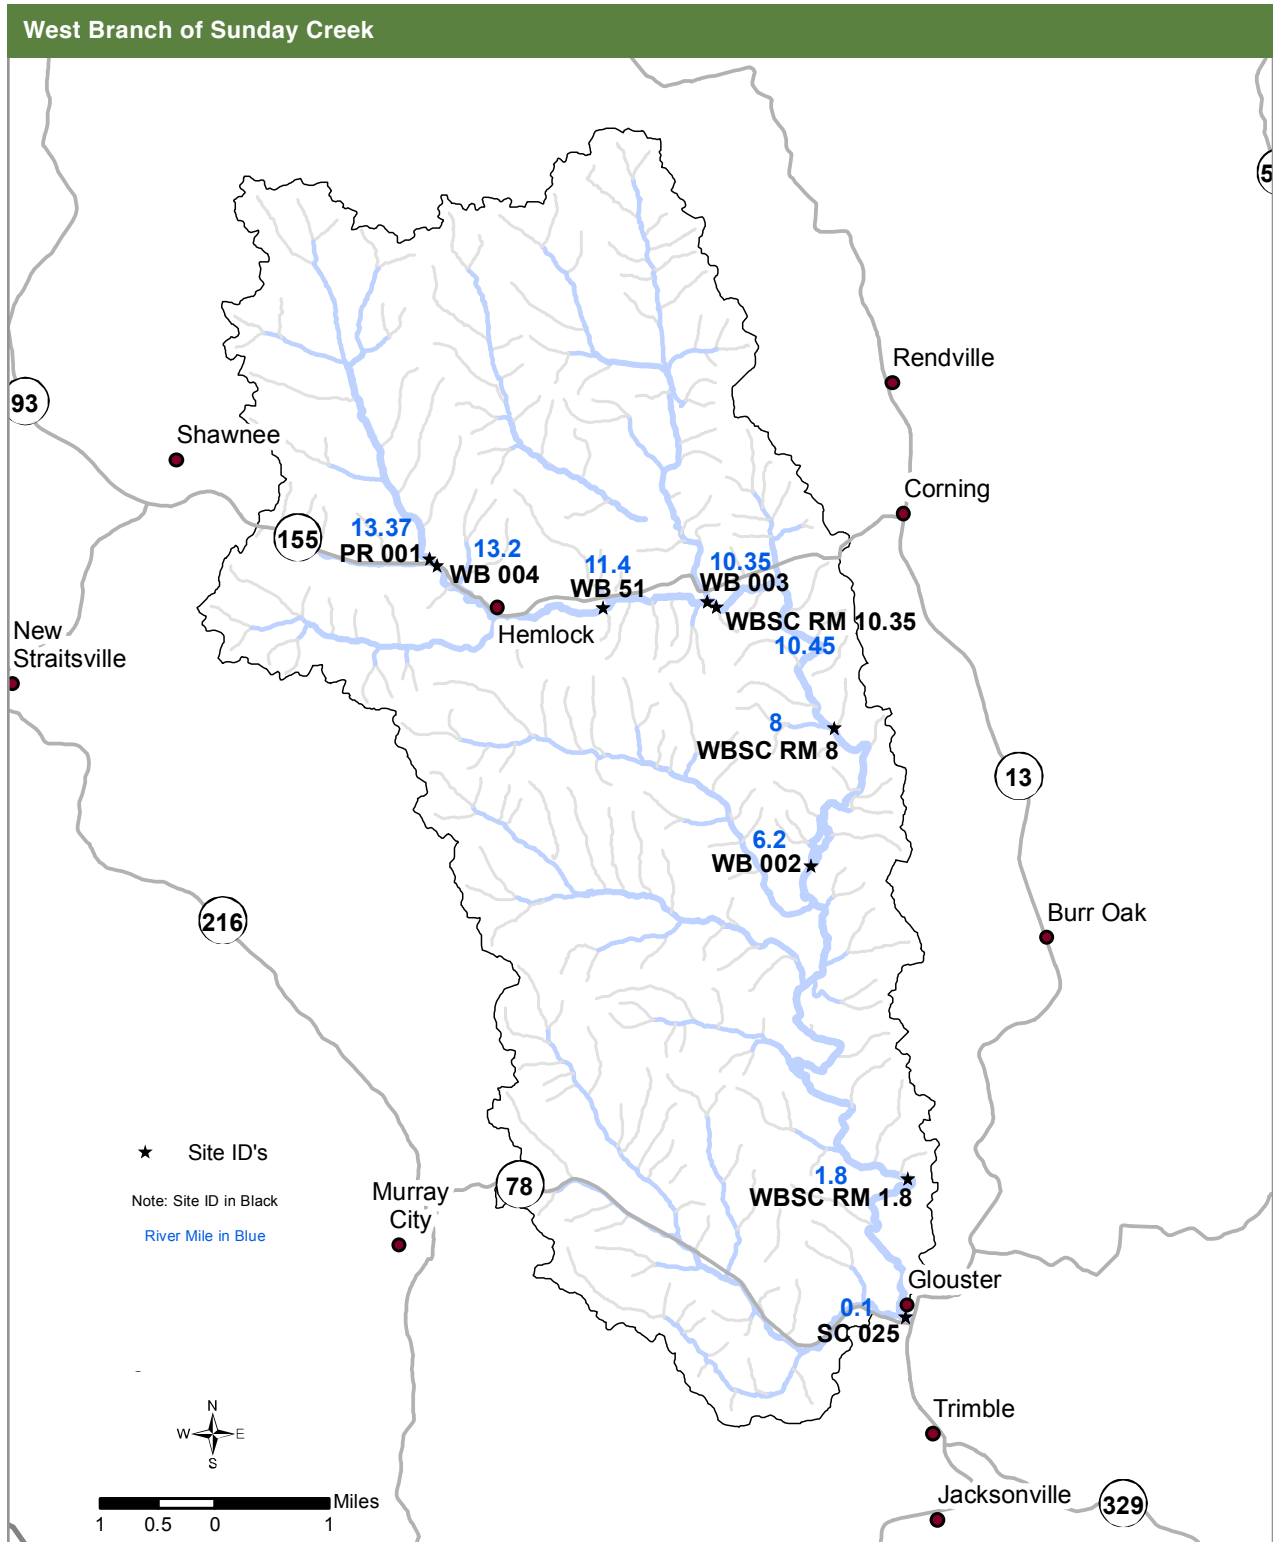 West Branch of Sunday Creek
5
Rendville
93
Shawnee
Corning
13.37
155
PR 001
13.2
WB 004
11.4
WB 51
10.35
WB 003
WBSC RM 10.35
10.45
Hemlock
New
Straitsville
8
WBSC RM 8
13
6.2
WB 002
216
Burr Oak
Site ID's
Note: Site ID in Black
River Mile in Blue
Murray
City
78
1.8
WBSC RM 1.8
Glouster
0.1
SC 025
Trimble
Jacksonville
329
N
W
E
S
Miles
1 0.5 0 1